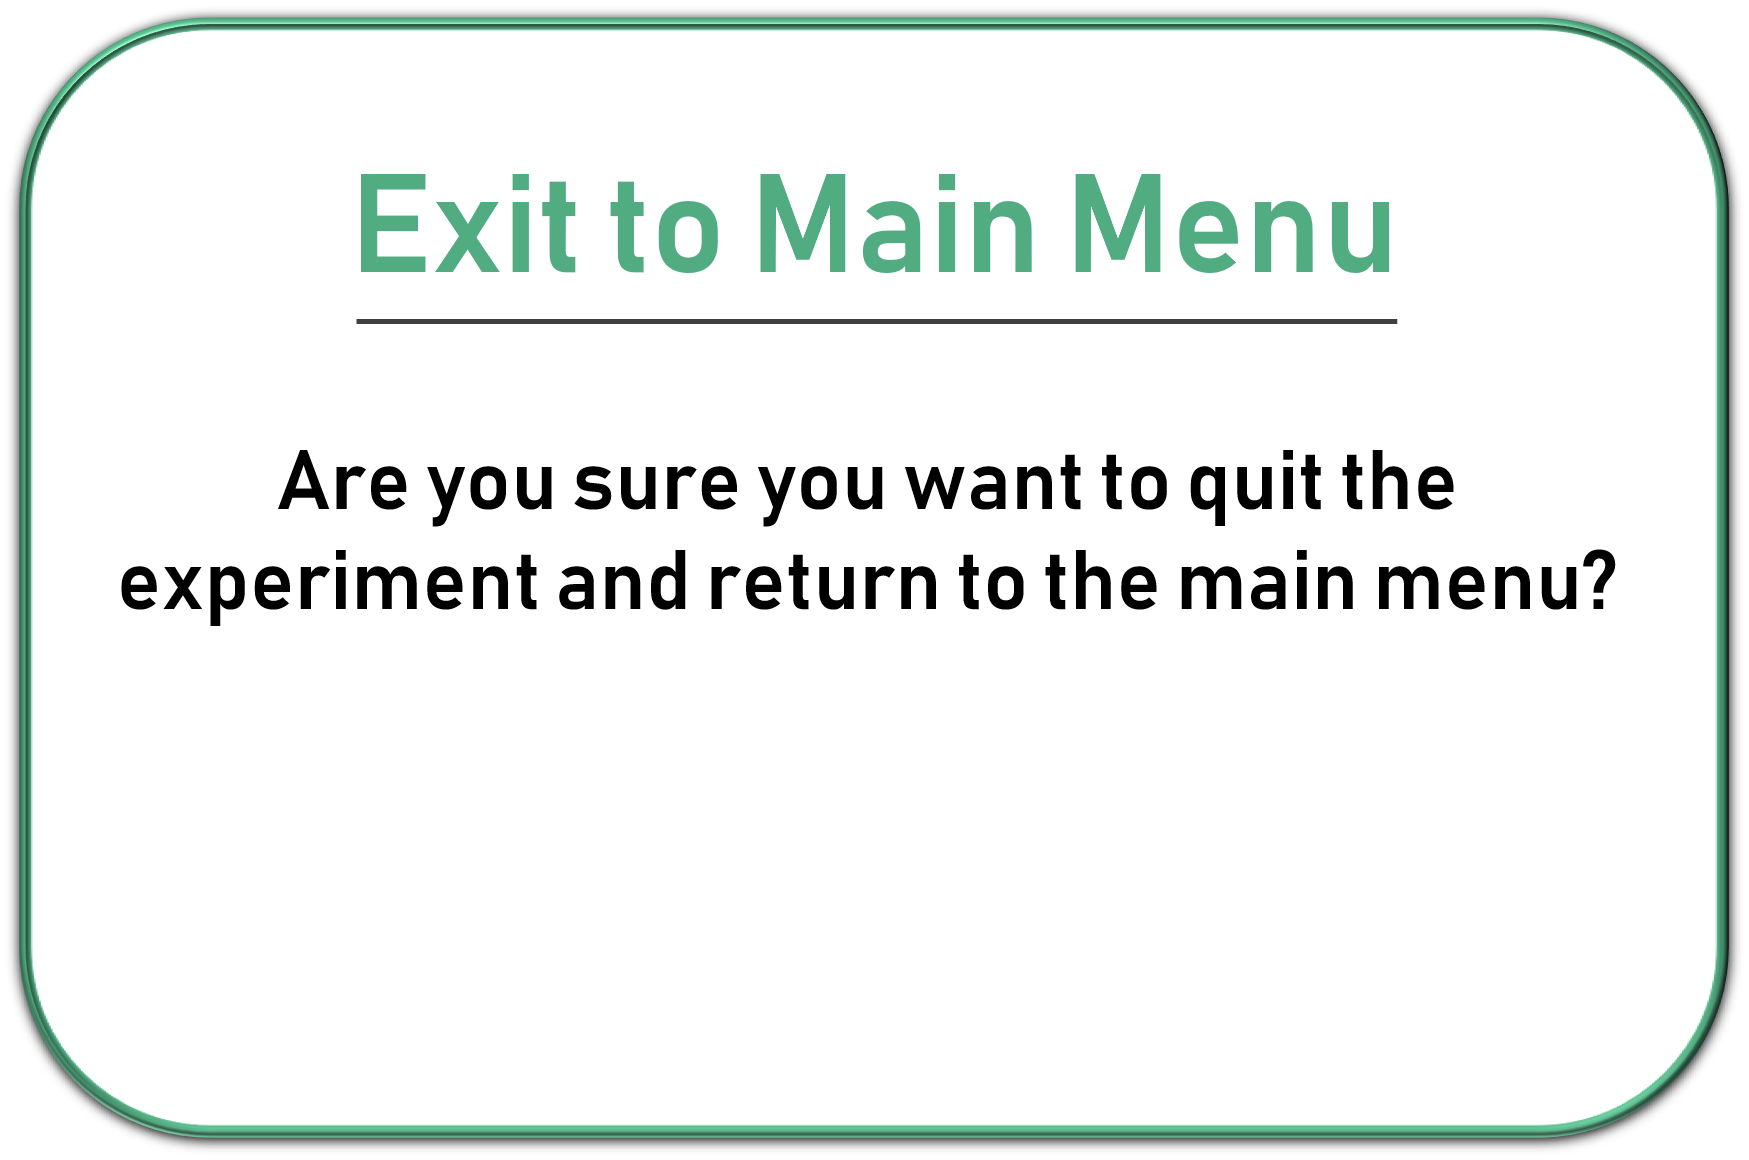 Exit to Main Menu
Are you sure you want to quit the
experiment and return to the main menu?